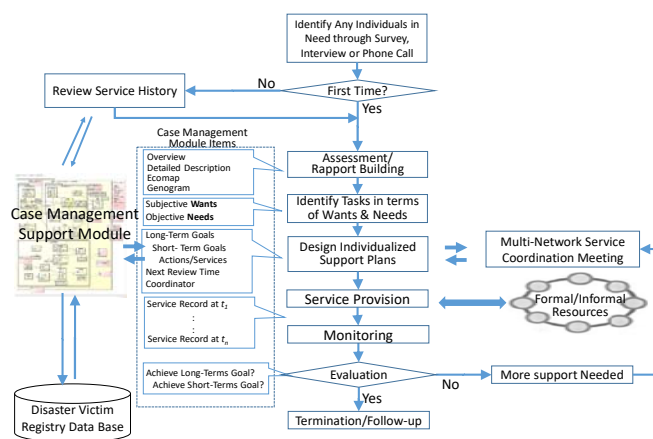 Identify Any Individuals in
Need through Survey,
Interview or Phone Call
No
First Time?
Review Service History
Yes
Case Management
Module Items
Overview
Detailed Description
Ecomap
Genogram
Assessment/
Rapport Building
Subjective Wants
Objective Needs
Identify Tasks in terms
of Wants & Needs
Case Management
Support Module
Long-Term Goals
Short- Term Goals
Actions/Services
Next Review Time
Coordinator
Design Individualized
Support Plans
Multi-Network Service
Coordination Meeting
Service Record at t1
:
:
Service Record at tn
Service Provision
Formal/Informal
Resources
Monitoring
Achieve Long-Terms Goal?
Achieve Short-Terms Goal?
Evaluation
No
More support Needed
Yes
Disaster Victim
Registry Data Base
Termination/Follow-up